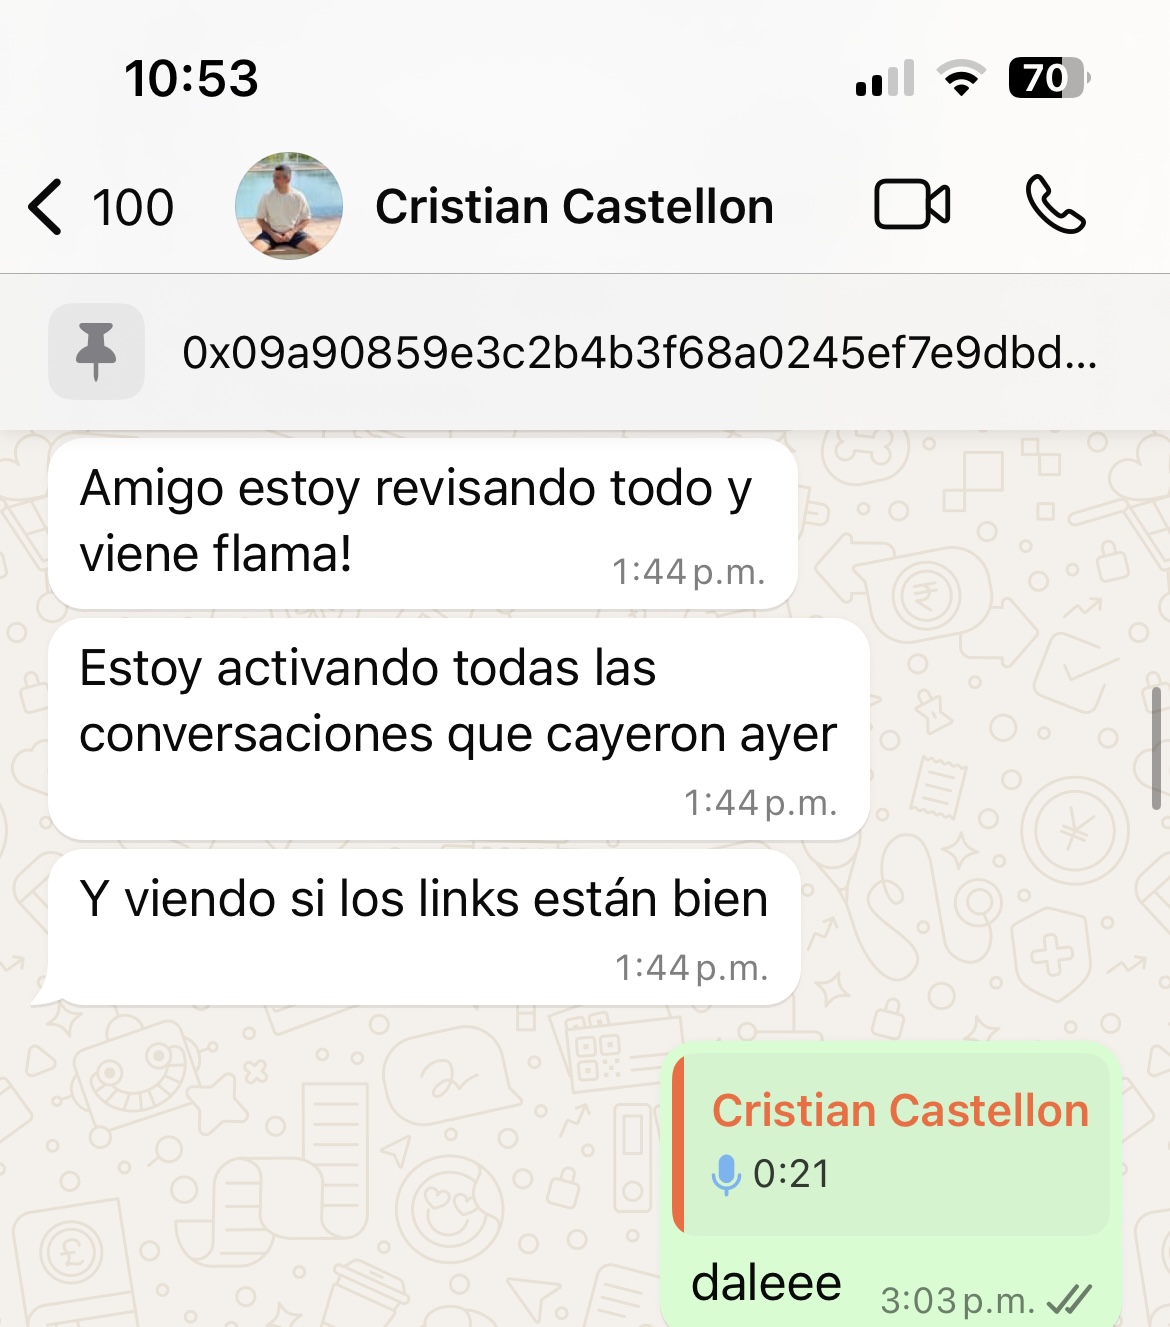 10:53
70
100
Cristian Castellon
0x09a90859e3c2b4b3f68a0245ef7e9dbd...
Amigo estoy revisando todo y
viene flama!
1:44 p.m.
Estoy activando todas las
conversaciones que cayeron ayer
1:44 p.m.
Y viendo si los links están bien
1:44 p.m.
Cristian Castellon
0:21
daleee
3:03 p.m.